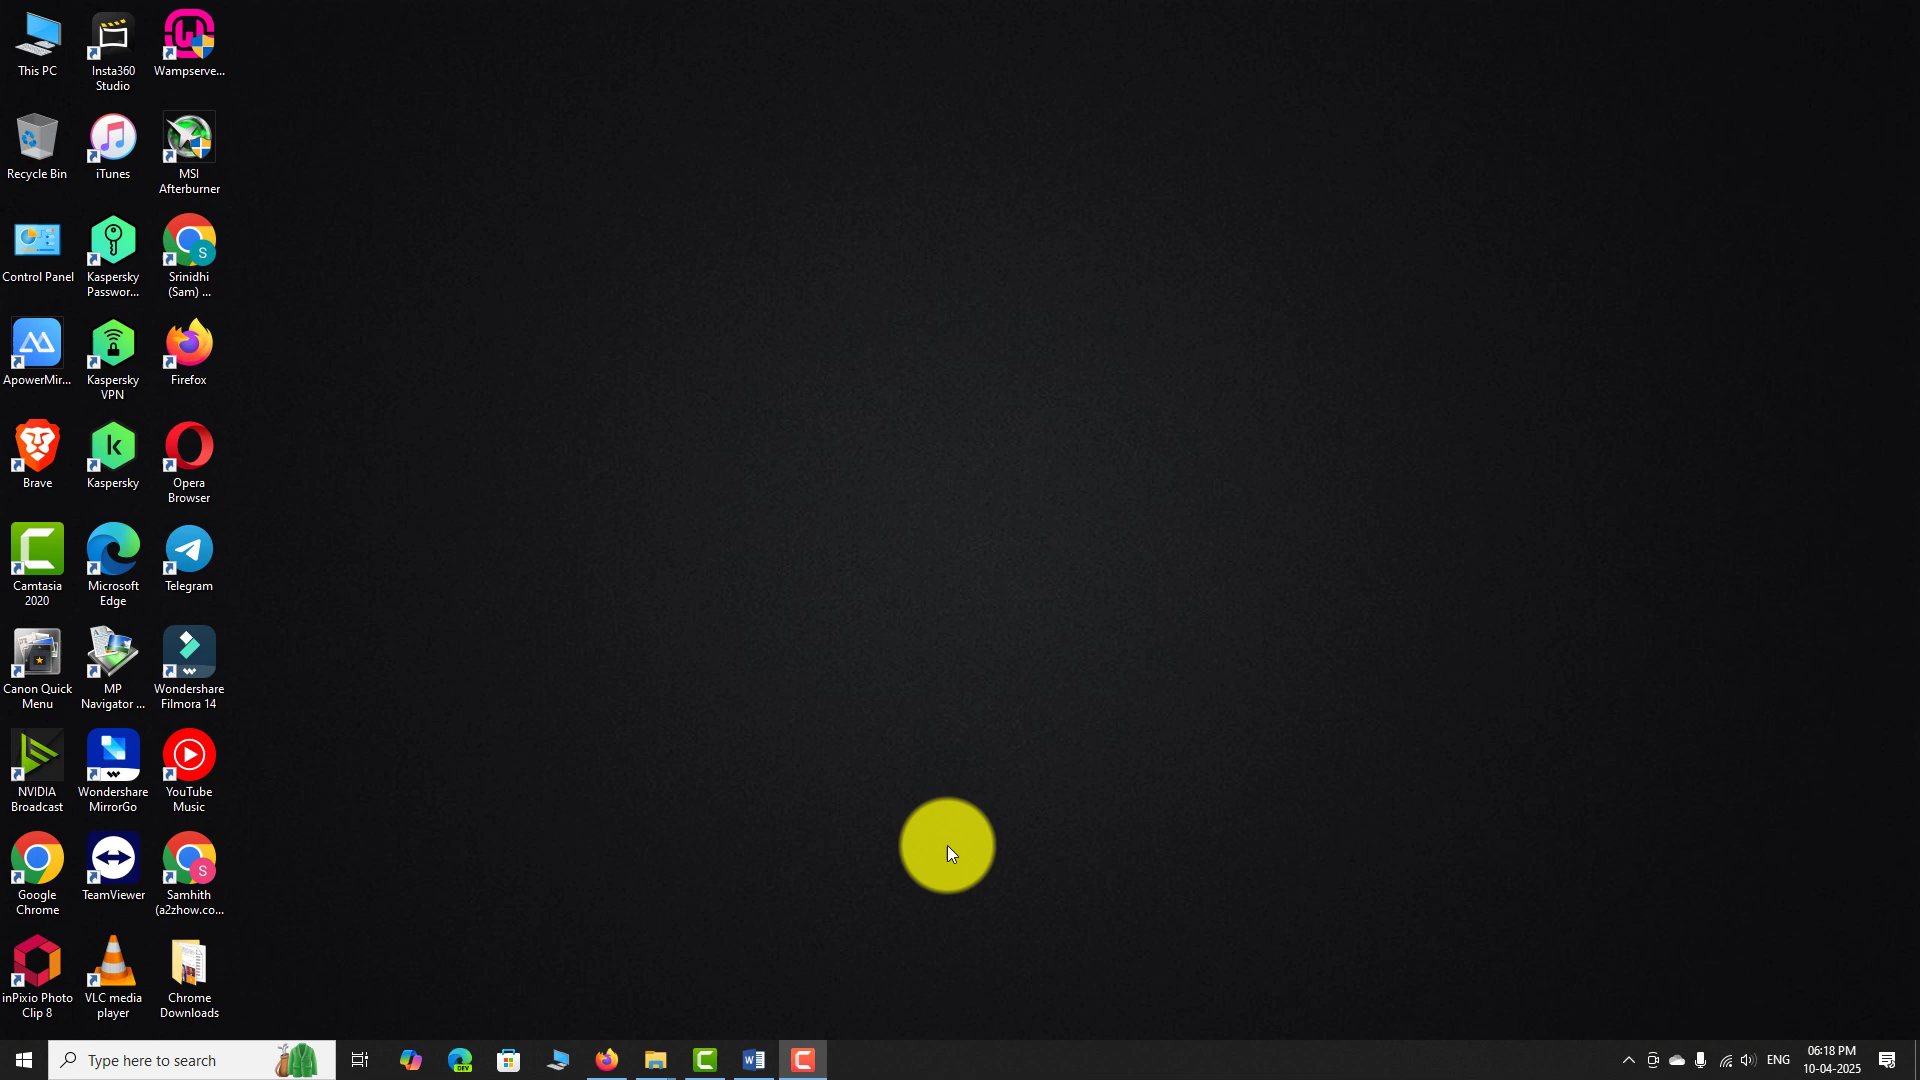 This PC
Insta360
Studio
Wampserve...
Recycle Bin
iTunes
MSI
Afterburner
Control Panel
Kaspersky
Passwor...
S
Srinidhi
(Sam) ...
ApowerMir...
Kaspersky
VPN
Firefox
Brave
k
Kaspersky
Opera
Browser
Camtasia
2020
Microsoft
Edge
Telegram
Canon Quick
Menu
MP
Navigator ...
Wondershare
Filmora 14
NVIDIA
Broadcast
Wondershare
MirrorGo
YouTube
Music
Google
Chrome
TeamViewer
S
Samhith
(a2zhow.co...
inPixio Photo
Clip 8
VLC media
player
Chrome
Downloads
Type here to search
DEV
W
ENG
06:18 PM
10-04-2025